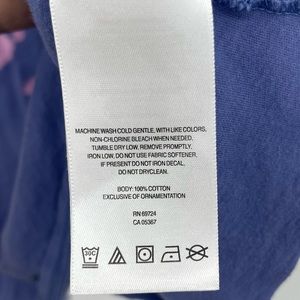 MACHINE WASH COLD GENTLE, WITH LIKE COLORS,
NON-CHLORINE BLEACH WHEN NEEDED.
TUMBLE DRY LOW. REMOVE PROMPTLY.
IRON LOW, DO NOT USE FABRIC SOFTENER,
IF PRESENT DO NOT IRON DECAL.
DO NOT DRYCLEAN.
BODY: 100% COTTON
EXCLUSIVE OF ORNAMENTATION
RN 69724
CA 05367
30C